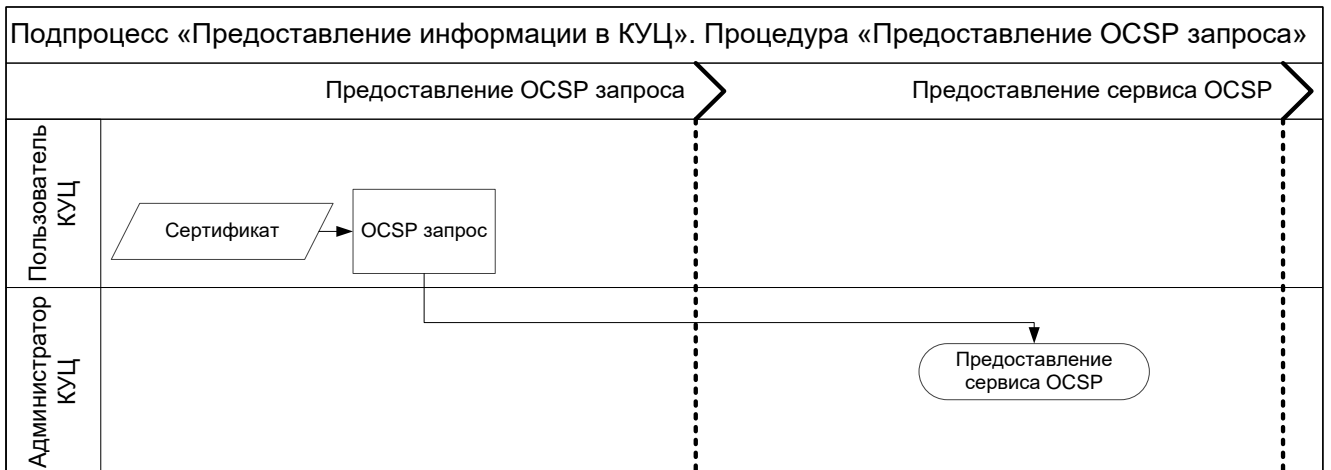 Подпроцесс «Предоставление информации в КУЦ». Процедура «Предоставление OCSP запроса»
Предоставление OCSP запроса
Предоставление сервиса OCSP
Пользователь
КУЦ
Сертификат
OCSP запрос
Администратор
КУЦ
Предоставление
сервиса OCSP